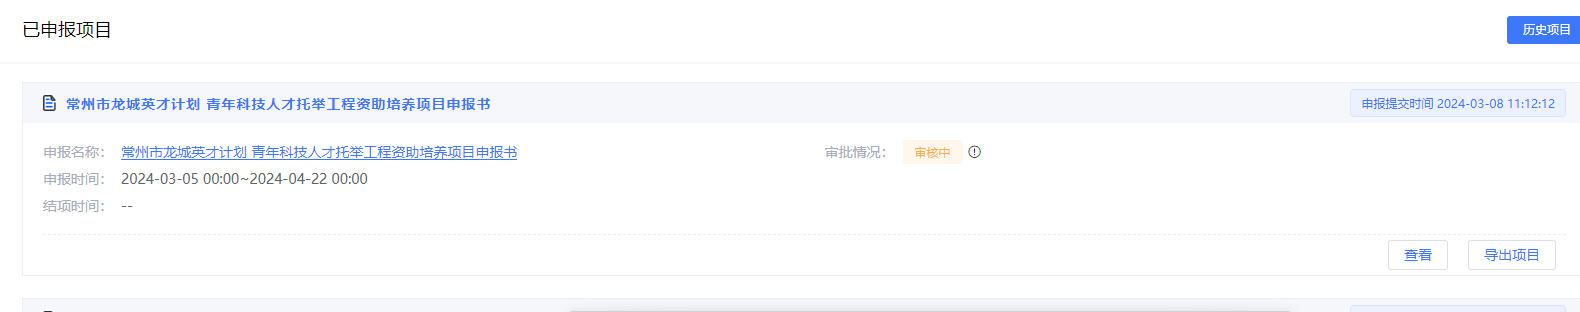 已申报项目
历史项目
常州市龙城英才计划 青年科技人才托举工程资助培养项目申报书
申报提交时间 2024-03-08 11:12:12
申报名称： 常州市龙城英才计划 青年科技人才托举工程资助培养项目申报书
审批情况： 审核中
申报时间： 2024-03-05 00:00~2024-04-22 00:00
结项时间： --
查看
导出项目